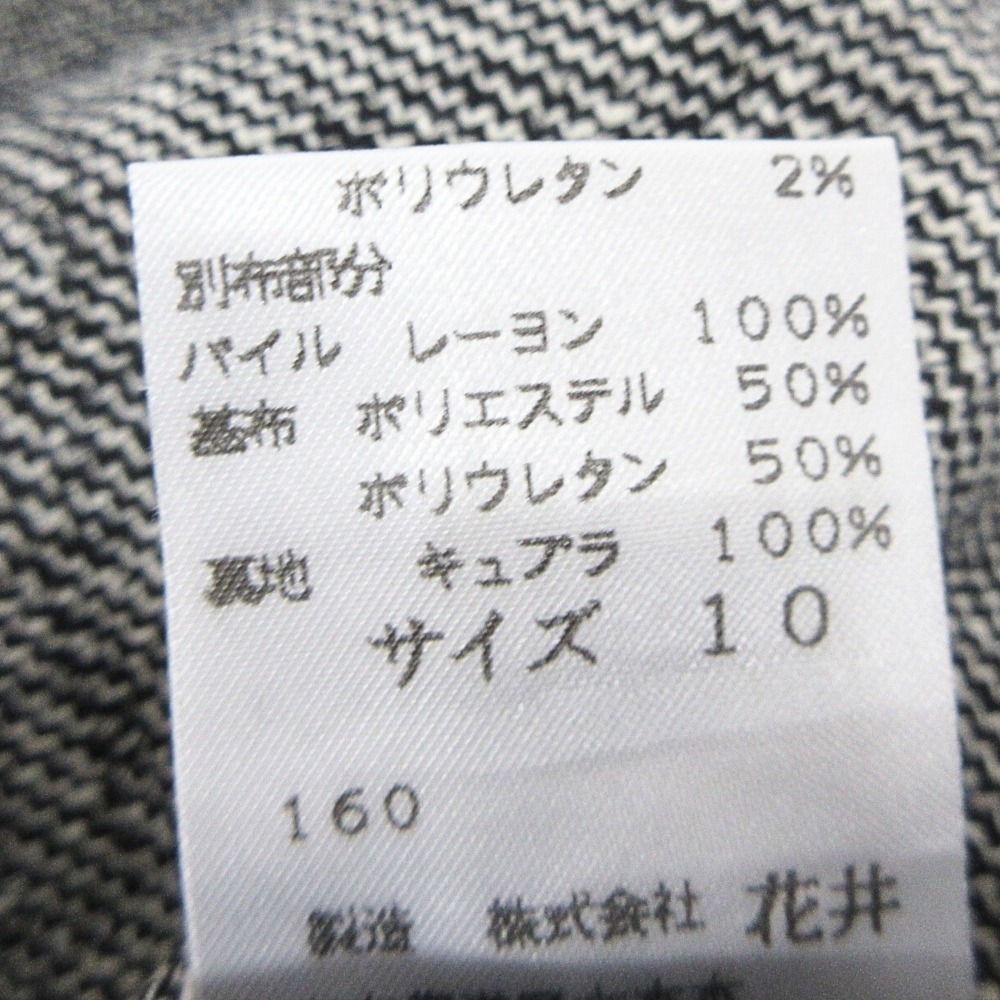 ポリウレタン 2%
別布部分
パイル レーヨン 100%
基布 ポリエステル 50%
ポリウレタン 50%
裏地 キュプラ 100%
サイズ 10
160
製造 株式会社 花井